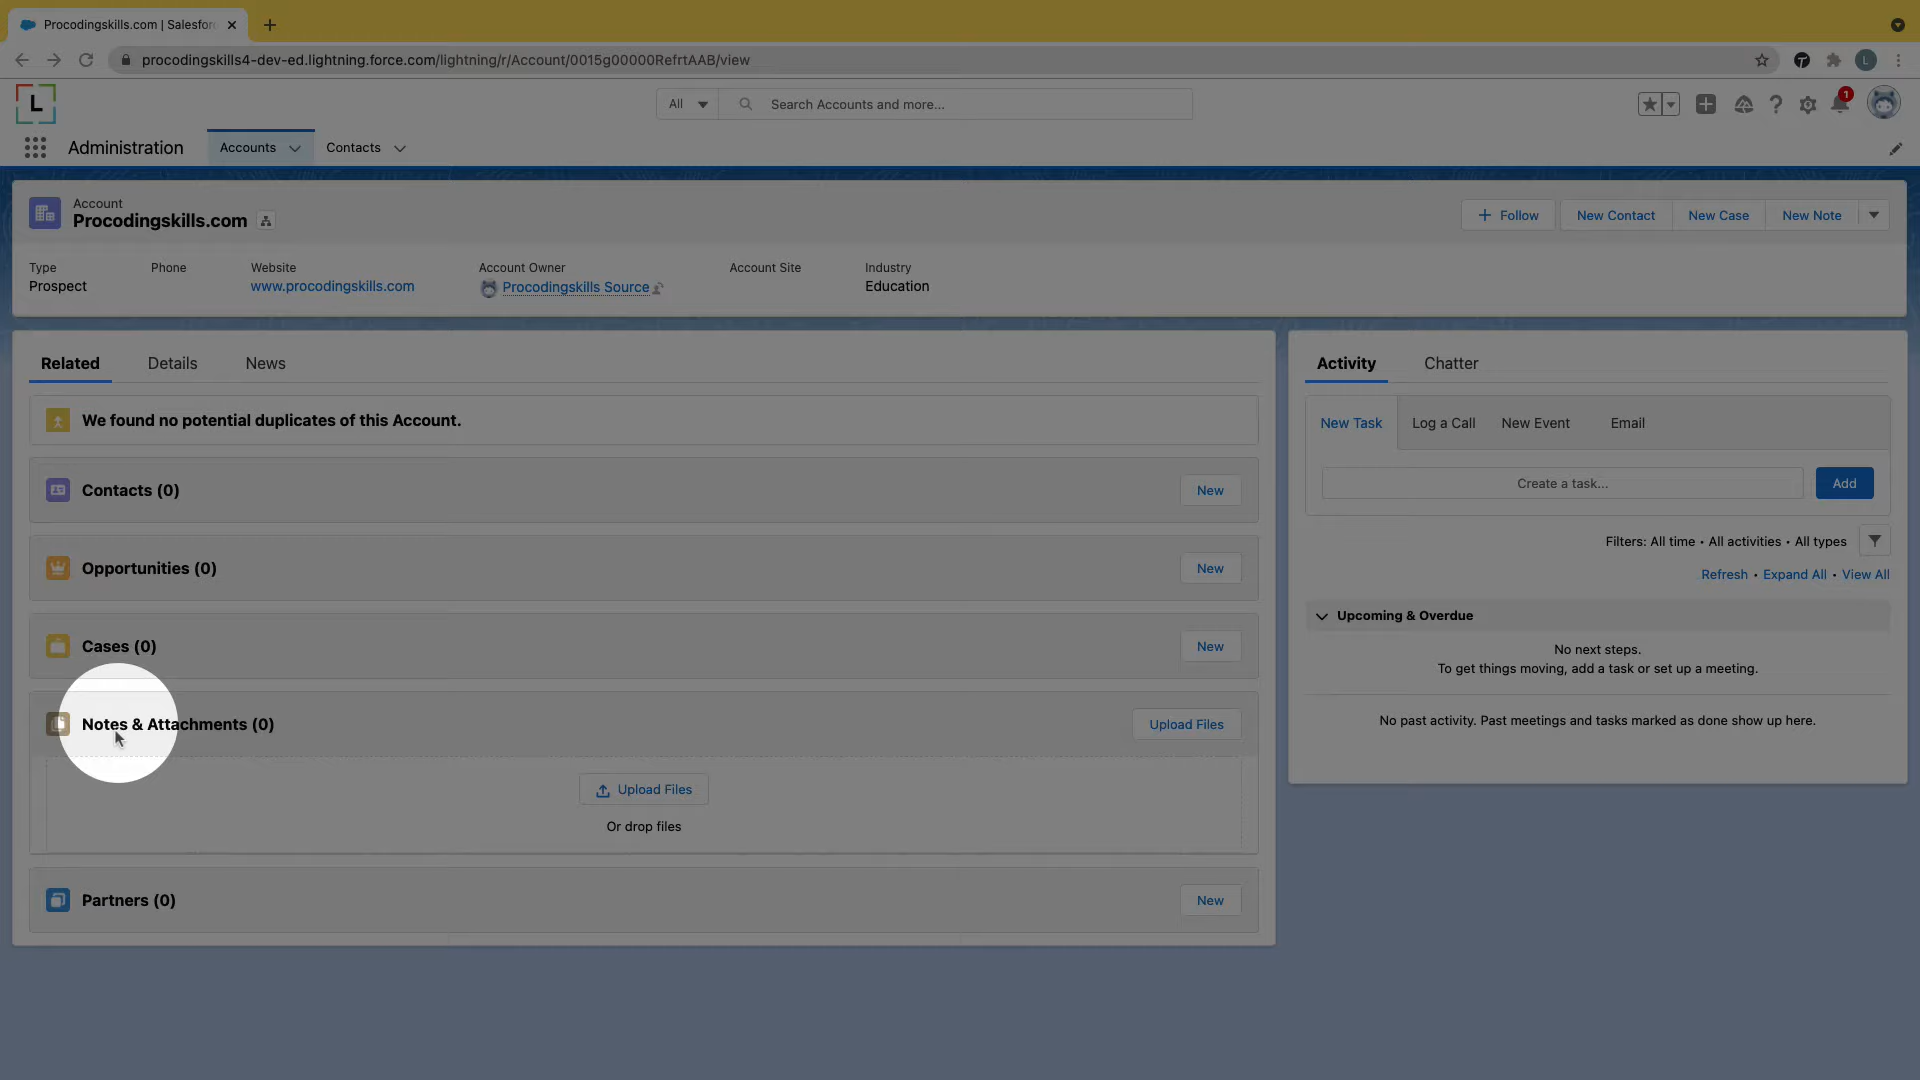 Procodingskills.com | Salesfor
procodingskills4-dev-ed.lightning.force.com/lightning/r/Account/0015g00000RefrtAAB/view
L
L
All
Search Accounts and more...
1
Administration
Accounts
Contacts
Account
Procodingskills.com
Follow
New Contact
New Case
New Note
Type
Prospect
Phone
Website
www.procodingskills.com
Account Owner
Procodingskills Source
Account Site
Industry
Education
Related
Details
News
We found no potential duplicates of this Account.
Contacts (0)
New
Opportunities (0)
New
Cases (0)
New
Notes & Attachments (0)
Upload Files
Upload Files
Or drop files
Partners (0)
New
Activity
Chatter
New Task
Log a Call
New Event
Email
Create a task...
Add
Filters: All time • All activities • All types
Refresh • Expand All • View All
Upcoming & Overdue
No next steps.
To get things moving, add a task or set up a meeting.
No past activity. Past meetings and tasks marked as done show up here.